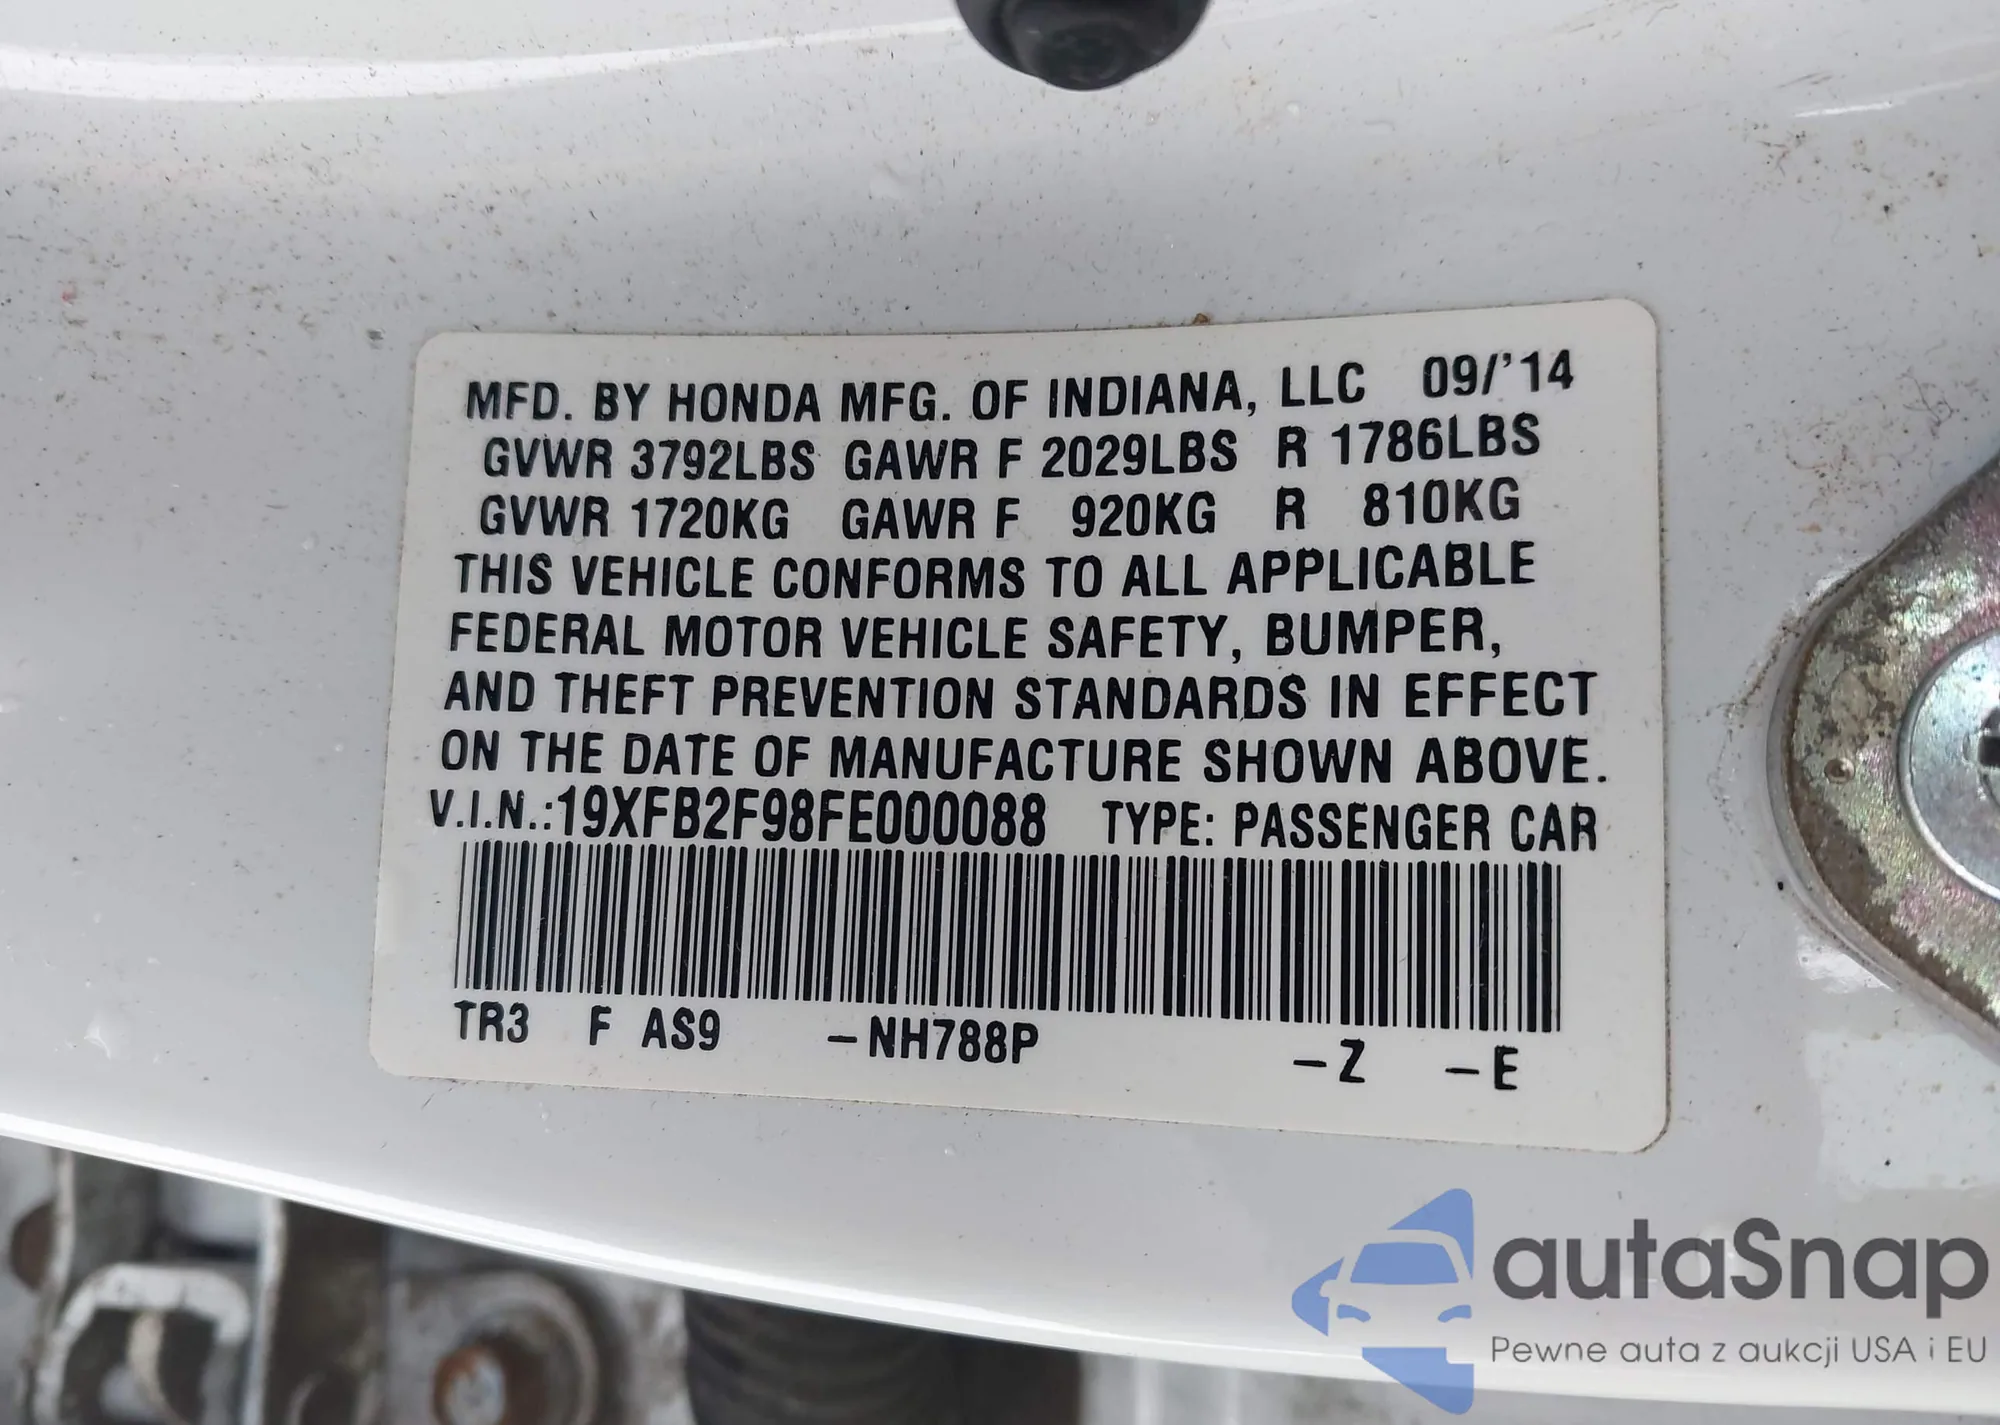 MFD. BY HONDA MFG. OF INDIANA, LLC 09/'14
GVWR 3792LBS GAWR F 2029LBS R 1786LBS
GVWR 1720KG GAWR F 920KG R 810KG
THIS VEHICLE CONFORMS TO ALL APPLICABLE
FEDERAL MOTOR VEHICLE SAFETY, BUMPER,
AND THEFT PREVENTION STANDARDS IN EFFECT
ON THE DATE OF MANUFACTURE SHOWN ABOVE.
V.I.N.:19XFB2F98FE000088 TYPE: PASSENGER CAR
TR3 F AS9 –NH788P –Z –E
autaSnap
Pewne auta z aukcji USA i EU